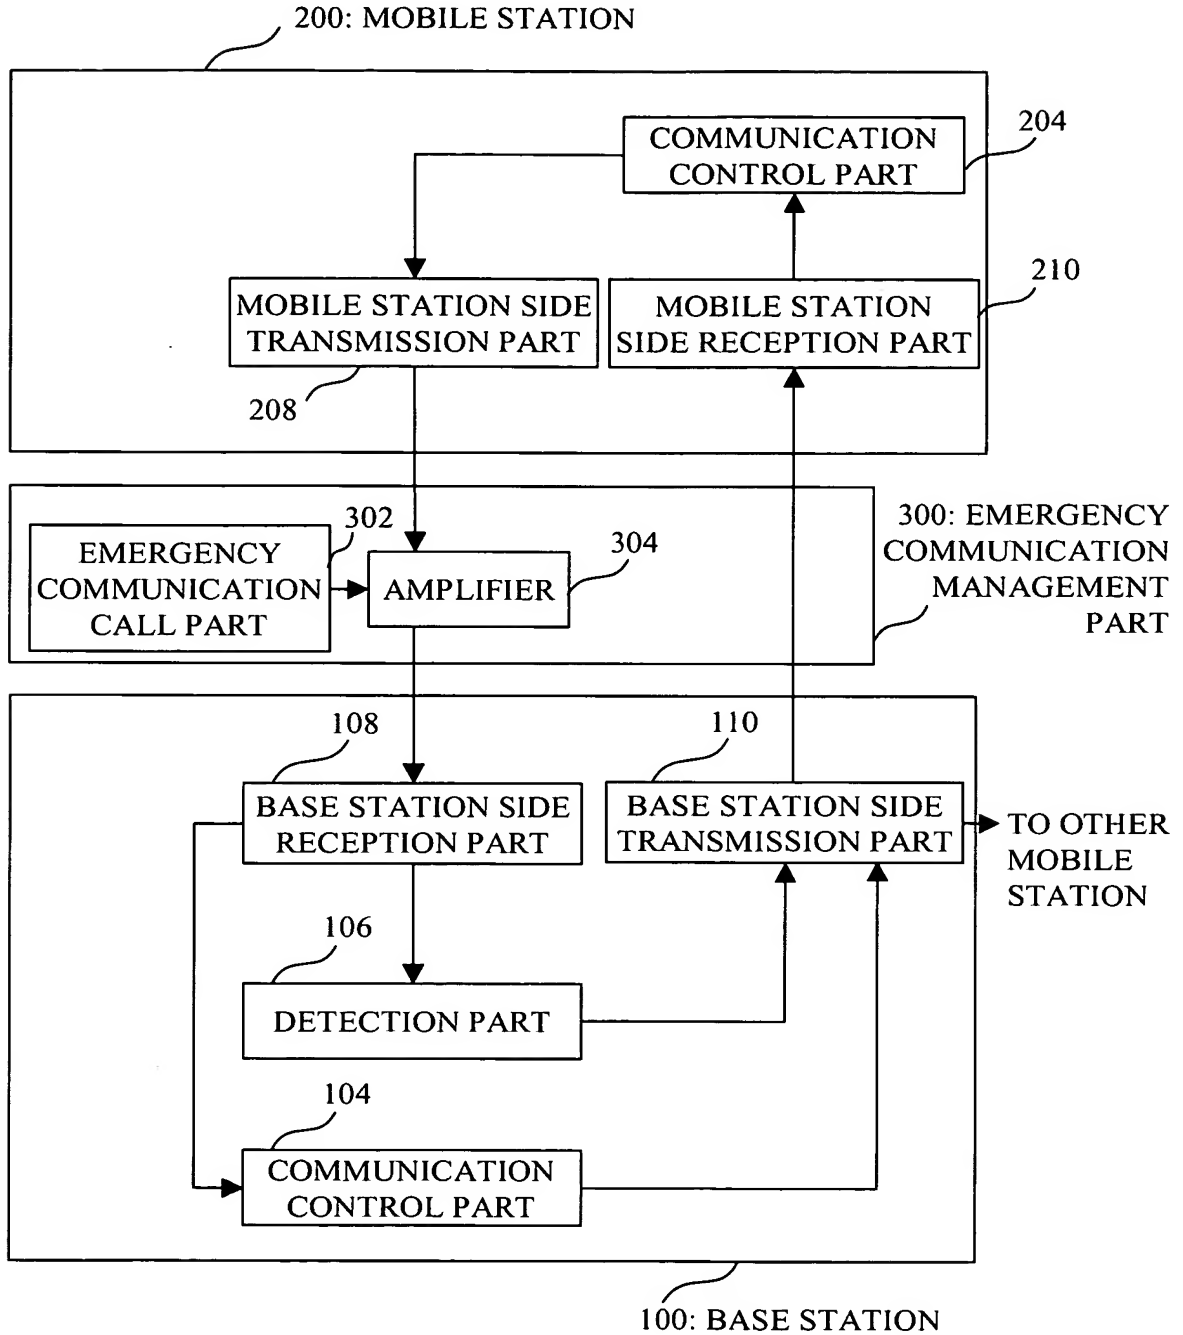 200: MOBILE STATION
204
COMMUNICATION
CONTROL PART
210
MOBILE STATION SIDE
TRANSMISSION PART
MOBILE STATION
SIDE RECEPTION PART
208
300: EMERGENCY
COMMUNICATION
MANAGEMENT
PART
302
EMERGENCY
COMMUNICATION
CALL PART
304
AMPLIFIER
108
110
BASE STATION SIDE
RECEPTION PART
BASE STATION SIDE
TRANSMISSION PART
TO OTHER
MOBILE
STATION
106
DETECTION PART
104
COMMUNICATION
CONTROL PART
100: BASE STATION